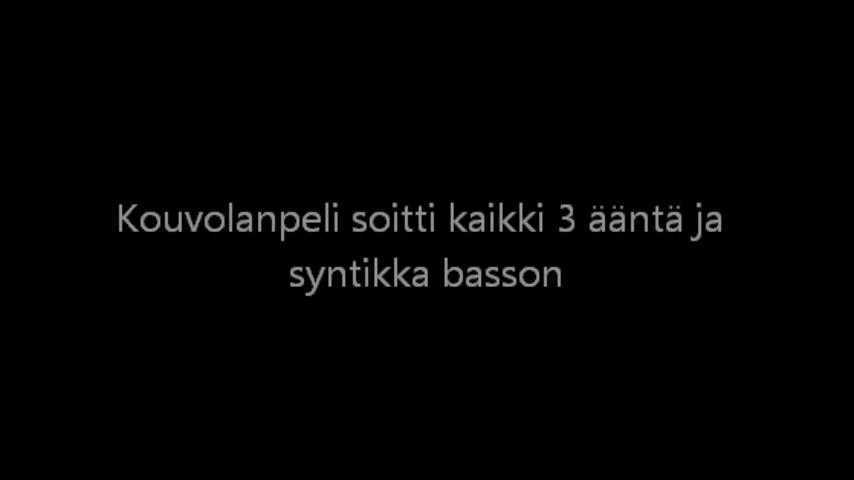 Kouvolanpeli soitti kaikki 3 ääntä ja
syntikka basson